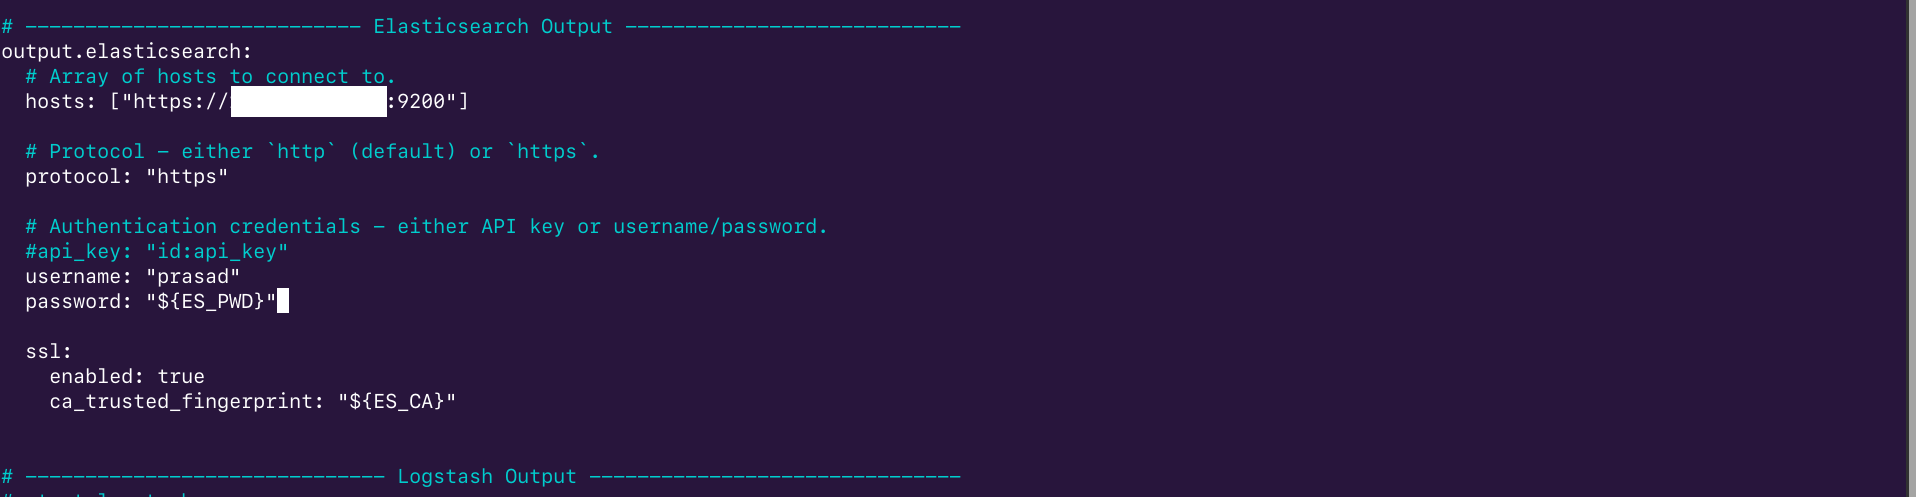 # ---------------------------- Elasticsearch Output ----------------------------
output.elasticsearch:
  # Array of hosts to connect to.
  hosts: ["https://:9200"]
  # Protocol - either `http` (default) or `https`.
  protocol: "https"
  # Authentication credentials - either API key or username/password.
  #api_key: "id:api_key"
  username: "prasad"
  password: "${ES_PWD}"
  ssl:
    enabled: true
    ca_trusted_fingerprint: "${ES_CA}"
# ------------------------------ Logstash Output -------------------------------